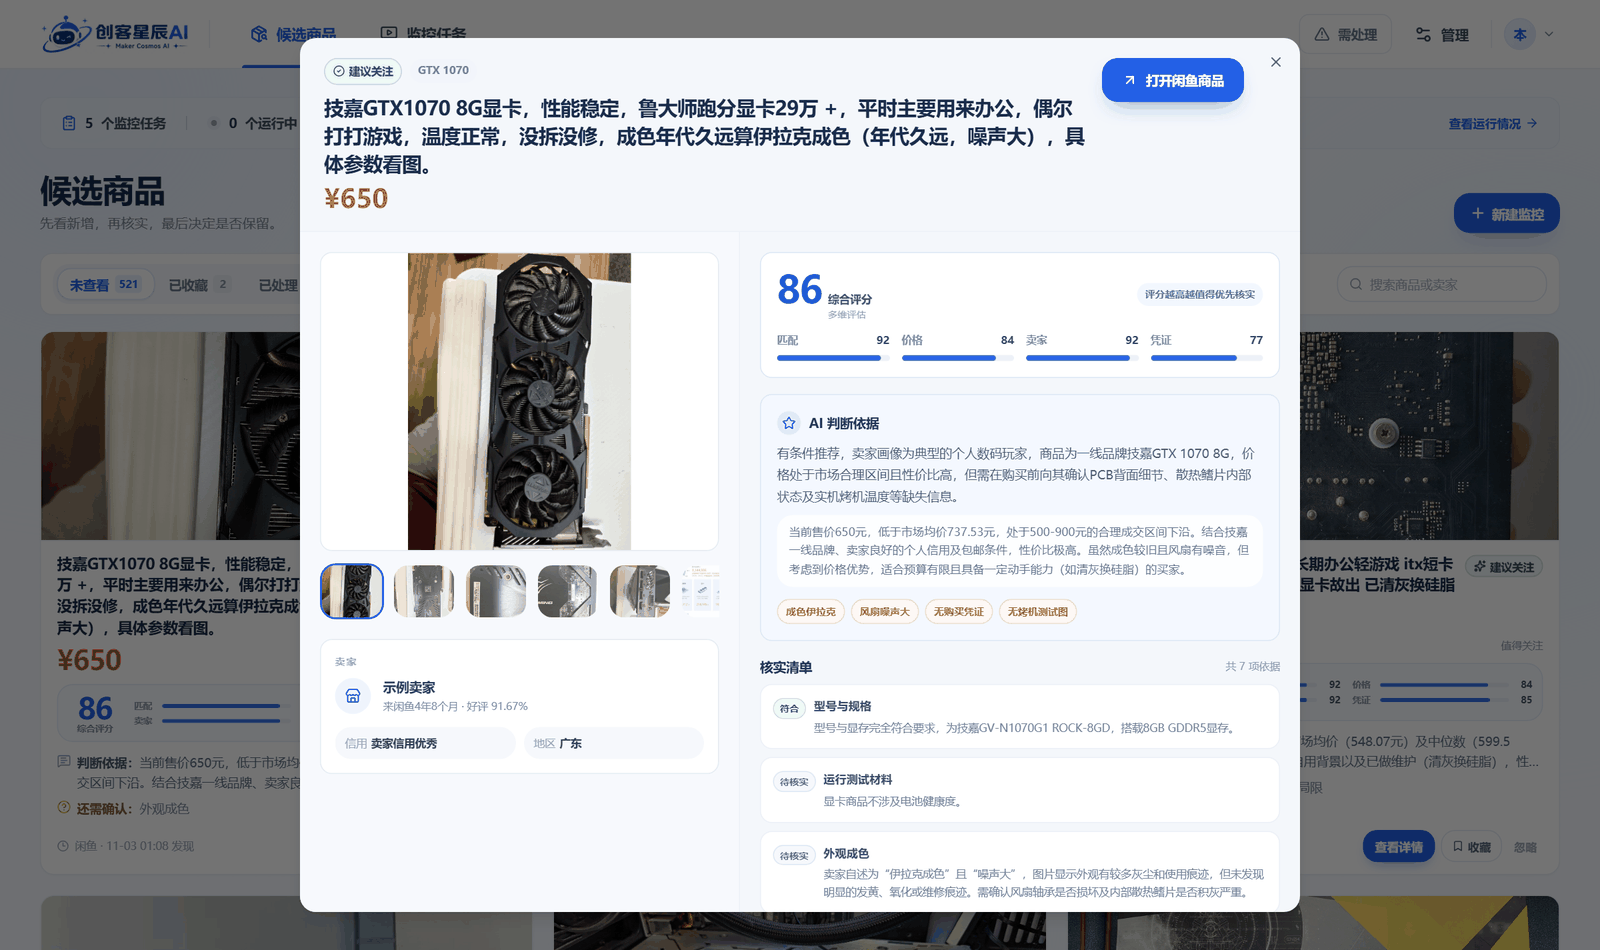 创客星辰AI
Maker Cosmos AI
候选商品
监控任务
需处理
管理
本
5 个监控任务
0 个运行中
查看运行情况
候选商品
先看新增，再核实，最后决定是否保留。
新建监控
未查看 521
已收藏 2
已处理
搜索商品或卖家
建议关注
GTX 1070
打开闲鱼商品
技嘉GTX1070 8G显卡，性能稳定，鲁大师跑分显卡29万 +，平时主要用来办公，偶尔
打打游戏，温度正常，没拆没修，成色年代久远算伊拉克成色（年代久远，噪声大），具
体参数看图。
¥650
86 综合评分
多维评估
评分越高越值得优先核实
匹配 92
价格 84
卖家 92
凭证 77
AI 判断依据
有条件推荐，卖家画像为典型的个人数码玩家，商品为一线品牌技嘉GTX 1070 8G，价
格处于市场合理区间且性价比高，但需在购买前向其确认PCB背面细节、散热鳍片内部
状态及实机烤机温度等缺失信息。
当前售价650元，低于市场均价737.53元，处于500-900元的合理成交区间下沿。结合技嘉
一线品牌、卖家良好的个人信用及包邮条件，性价比极高。虽然成色较旧且风扇有噪音，但
考虑到价格优势，适合预算有限且具备一定动手能力（如清灰换硅脂）的买家。
成色伊拉克
风扇噪声大
无购买凭证
无烤机测试图
卖家
示例卖家
来闲鱼4年8个月 · 好评 91.67%
信用 卖家信用优秀
地区 广东
核实清单
共 7 项依据
符合
型号与规格
型号与显存完全符合要求，为技嘉GV-N1070G1 ROCK-8GD，搭载8GB GDDR5显存。
待核实
运行测试材料
显卡商品不涉及电池健康度。
待核实
外观成色
卖家自述为“伊拉克成色”且“噪声大”，图片显示外观有较多灰尘和使用痕迹，但未发现
明显的发黄、氧化或维修痕迹。需确认风扇轴承是否损坏及内部散热鳍片是否积灰严重。
技嘉GTX1070 8G显卡，性能稳
万 +，平时主要用来办公，偶尔打打
没拆没修，成色年代久远算伊拉克成
声大），具体参数看图。
¥650
86
综合评分
匹配
卖家
判断依据：当前售价650元，低于市场均
交区间下沿。结合技嘉一线品牌、卖家良
还需确认：外观成色
闲鱼 · 11-03 01:08 发现
长期办公轻游戏 itx短卡
显卡故出 已清灰换硅脂
建议关注
值得关注
92 价格 84
92 凭证 85
场均价（548.07元）及中位数（599.5
用背景以及已做维护（清灰换硅脂），性...
局限
查看详情
收藏
忽略